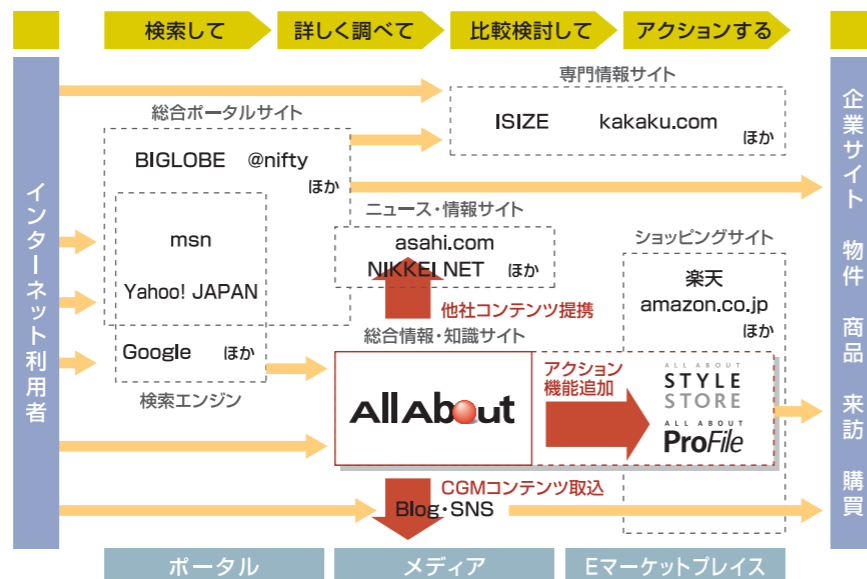 検索して
詳しく調べて
比較検討して
アクションする
インターネット利用者
専門情報サイト
ISIZE kakaku.com
ほか
総合ポータルサイト
BIGLOBE @nifty
ほか
msn
Yahoo! JAPAN
Google ほか
検索エンジン
ニュース・情報サイト
asahi.com
NIKKEI NET ほか
他社コンテンツ提携
ショッピングサイト
楽天
amazon.co.jp
ほか
総合情報・知識サイト
AllAbout
アクション
機能追加
ALL ABOUT
STYLE
STORE
ALL ABOUT
ProFile
CGMコンテンツ取込
Blog・SNS
企業サイト 物件 商品 来訪 購買
ポータル
メディア
Eマーケットプレイス